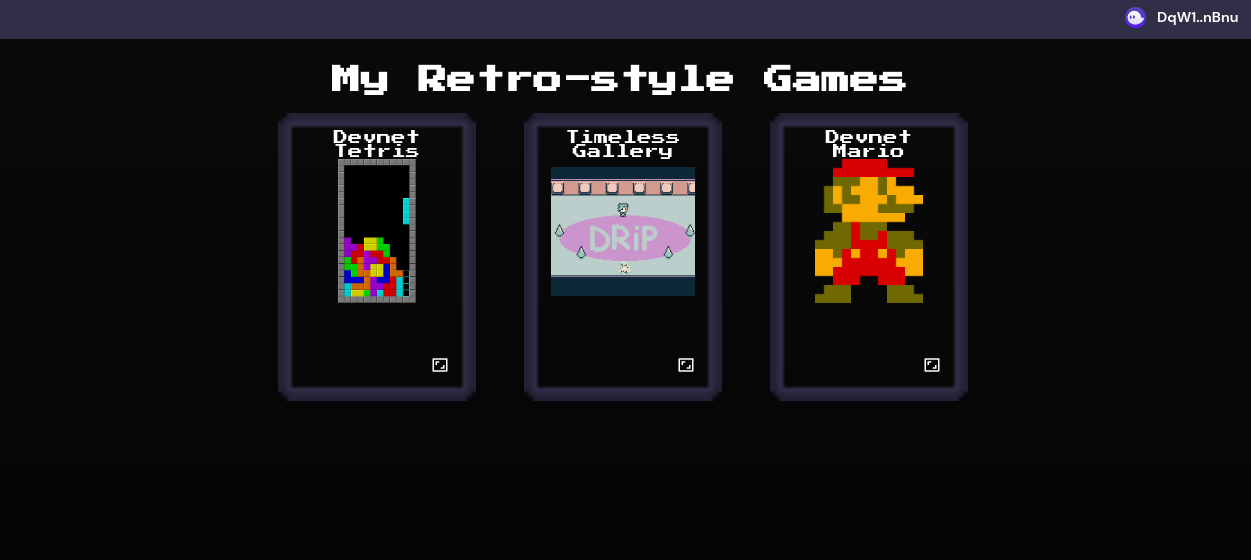 DqW1..nBnu
My Retro-style Games
Devnet
Tetris
Timeless
Gallery
DRiP
Devnet
Mario